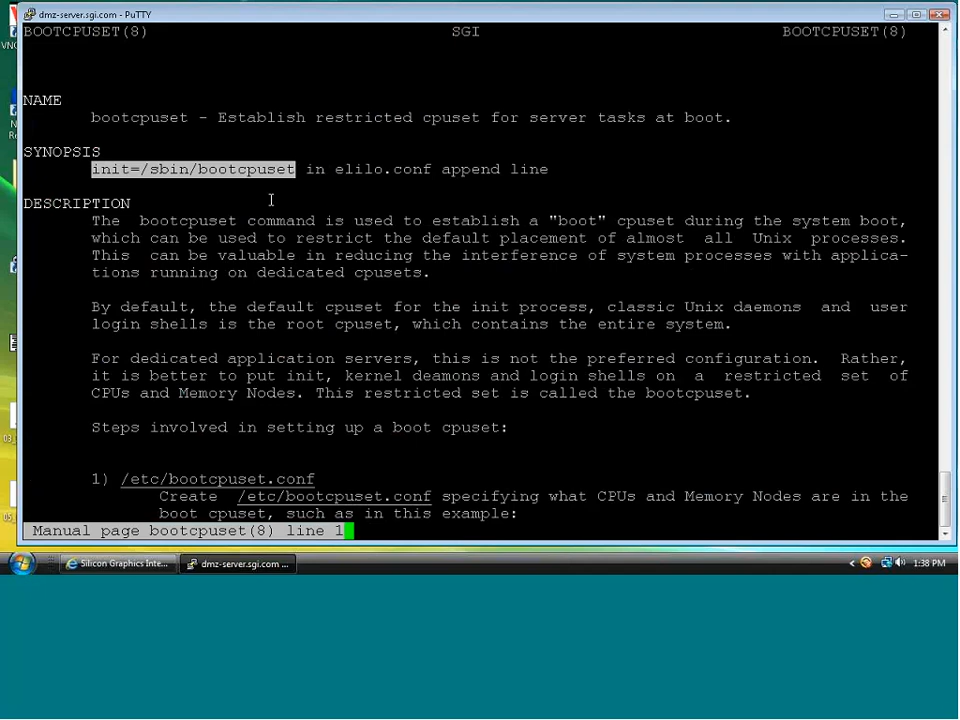 dmz-server.sgi.com - PuTTY
BOOTCPUSET(8) SGI BOOTCPUSET(8)
NAME
bootcpuset - Establish restricted cpuset for server tasks at boot.
SYNOPSIS
init=/sbin/bootcpuset in elilo.conf append line
DESCRIPTION
The bootcpuset command is used to establish a "boot" cpuset during the system boot,
which can be used to restrict the default placement of almost all Unix processes.
This can be valuable in reducing the interference of system processes with applica-
tions running on dedicated cpusets.
By default, the default cpuset for the init process, classic Unix daemons and user
login shells is the root cpuset, which contains the entire system.
For dedicated application servers, this is not the preferred configuration. Rather,
it is better to put init, kernel deamons and login shells on a restricted set of
CPUs and Memory Nodes. This restricted set is called the bootcpuset.
Steps involved in setting up a boot cpuset:
1) /etc/bootcpuset.conf
Create /etc/bootcpuset.conf specifying what CPUs and Memory Nodes are in the
boot cpuset, such as in this example:
Manual page bootcpuset(8) line 1
Silicon Graphics Inte... dmz-server.sgi.com ... 1:38 PM